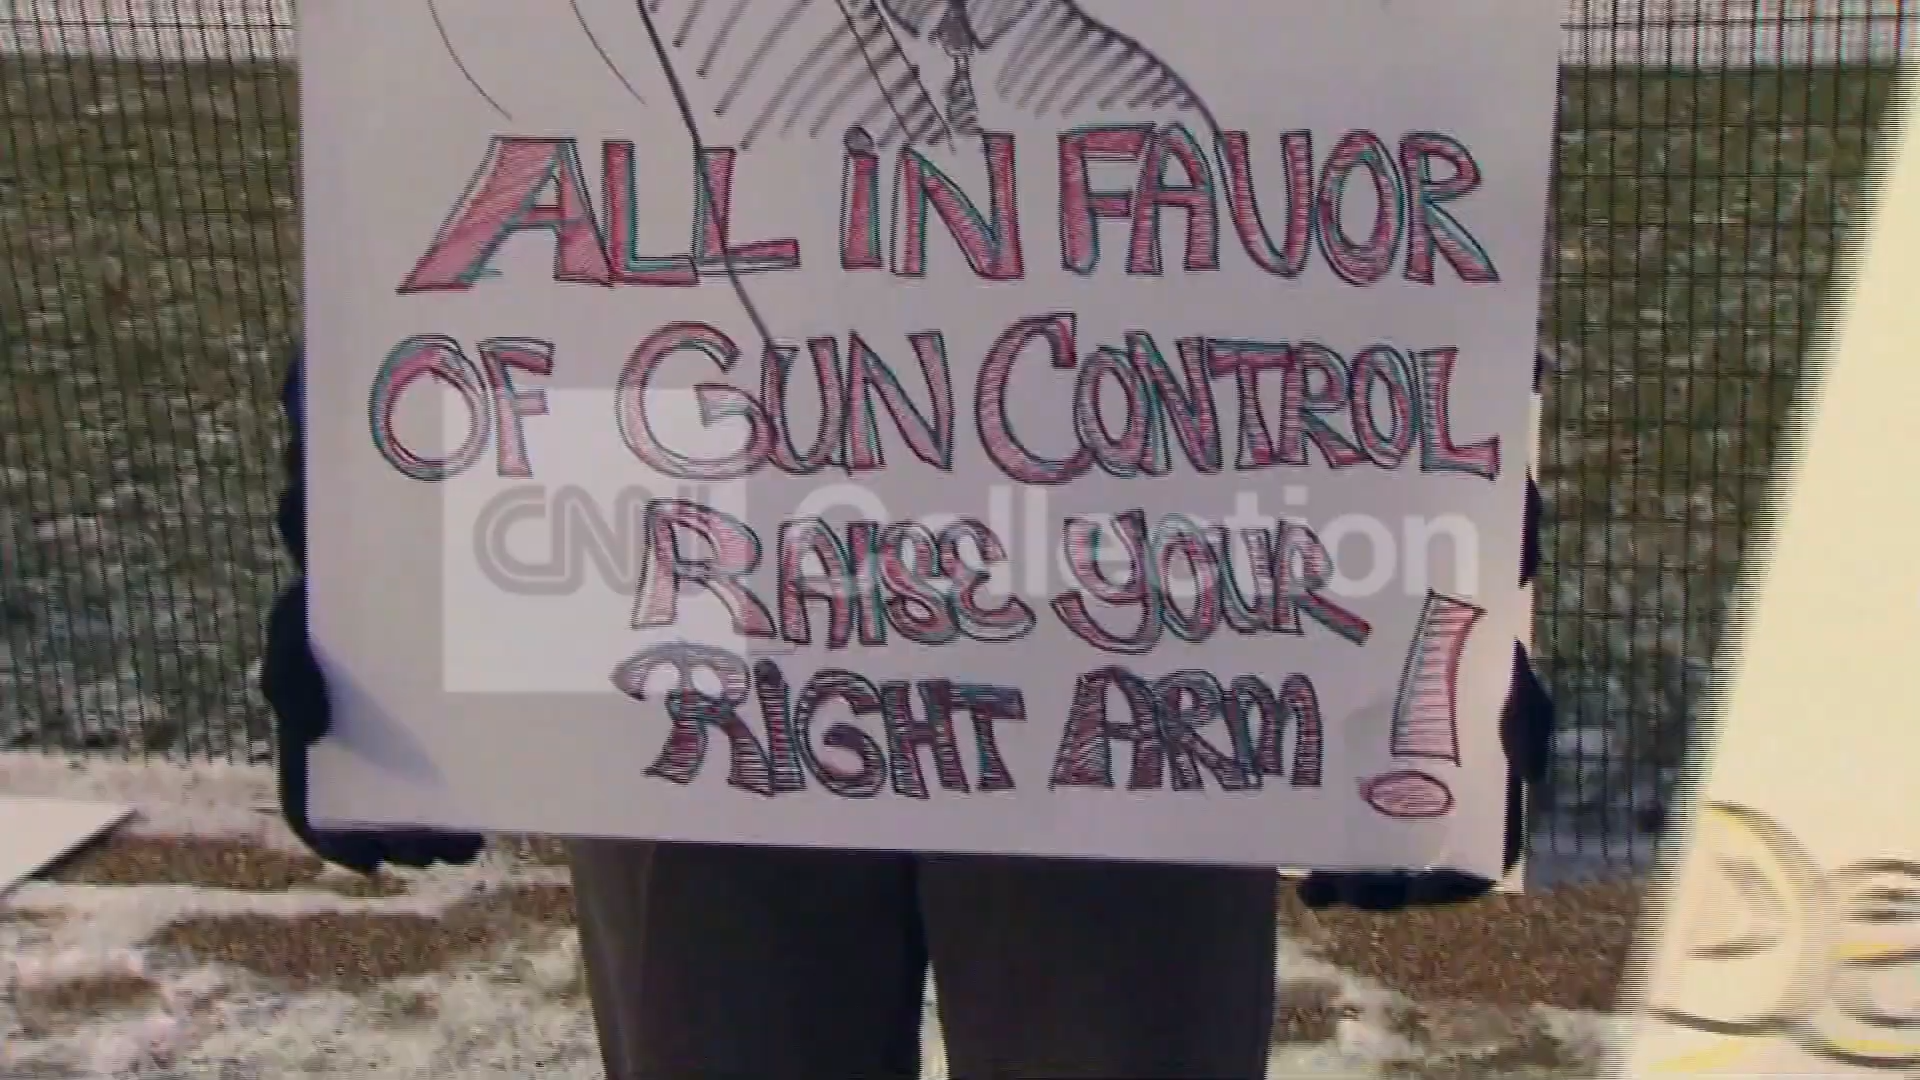 ALL iN FAVOR
OF GUN CONTROL
RAISE YOUR
RIGHT ARM!
CNN Collection